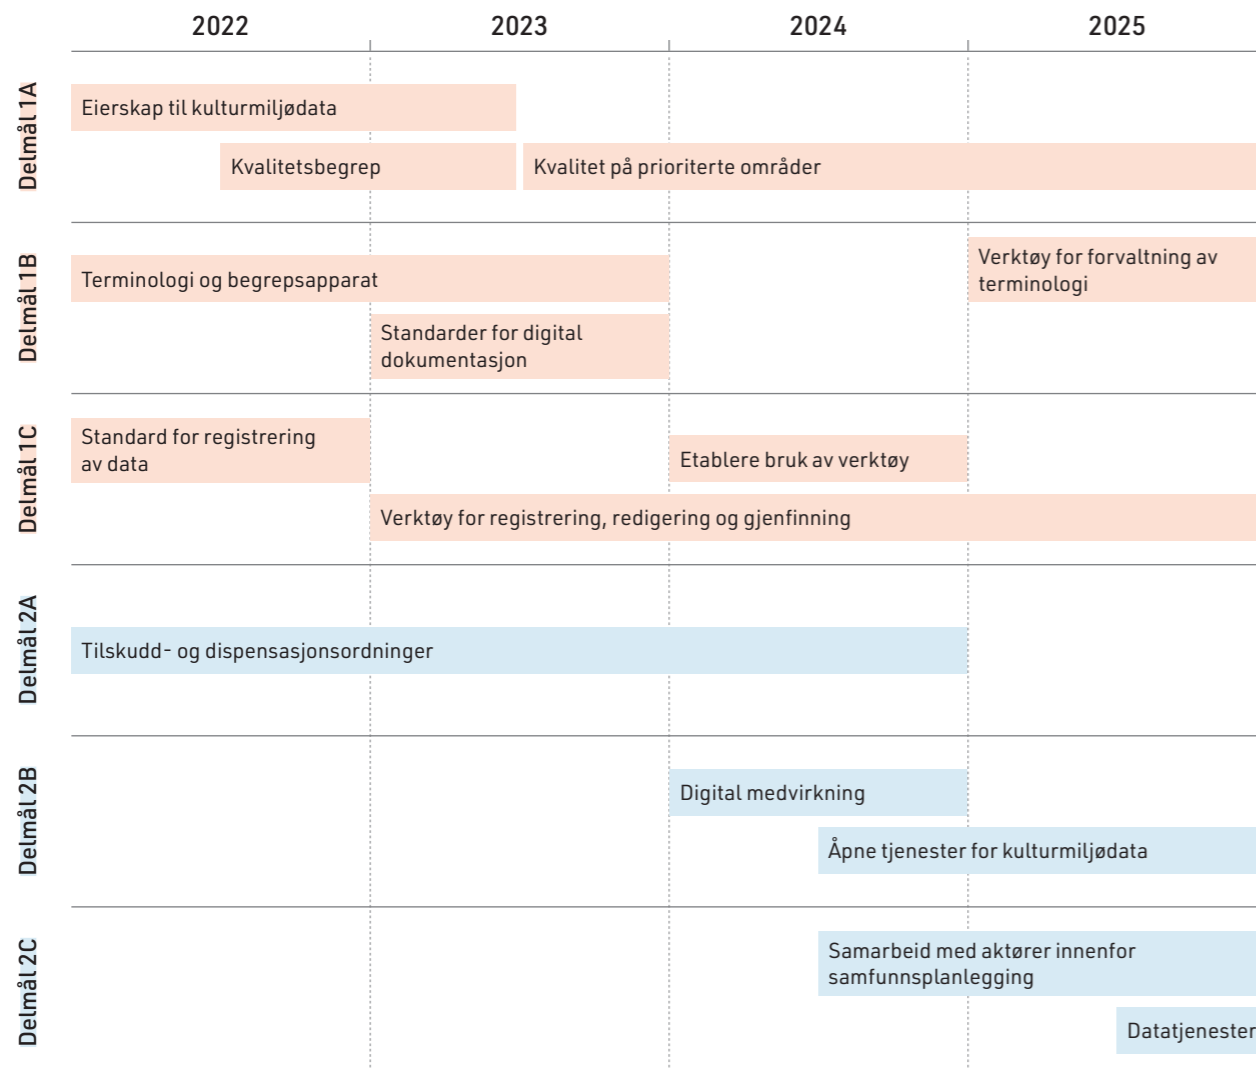 2022 2023 2024 2025
Delmål 1A
Eierskap til kulturmiljødata
Kvalitetsbegrep
Kvalitet på prioriterte områder
Delmål 1B
Terminologi og begrepsapparat
Verktøy for forvaltning av
terminologi
Standarder for digital
dokumentasjon
Delmål 1C
Standard for registrering
av data
Etablere bruk av verktøy
Verktøy for registrering, redigering og gjenfinning
Delmål 2A
Tilskudd- og dispensasjonsordninger
Delmål 2B
Digital medvirkning
Åpne tjenester for kulturmiljødata
Delmål 2C
Samarbeid med aktører innenfor
samfunnsplanlegging
Datatjenester